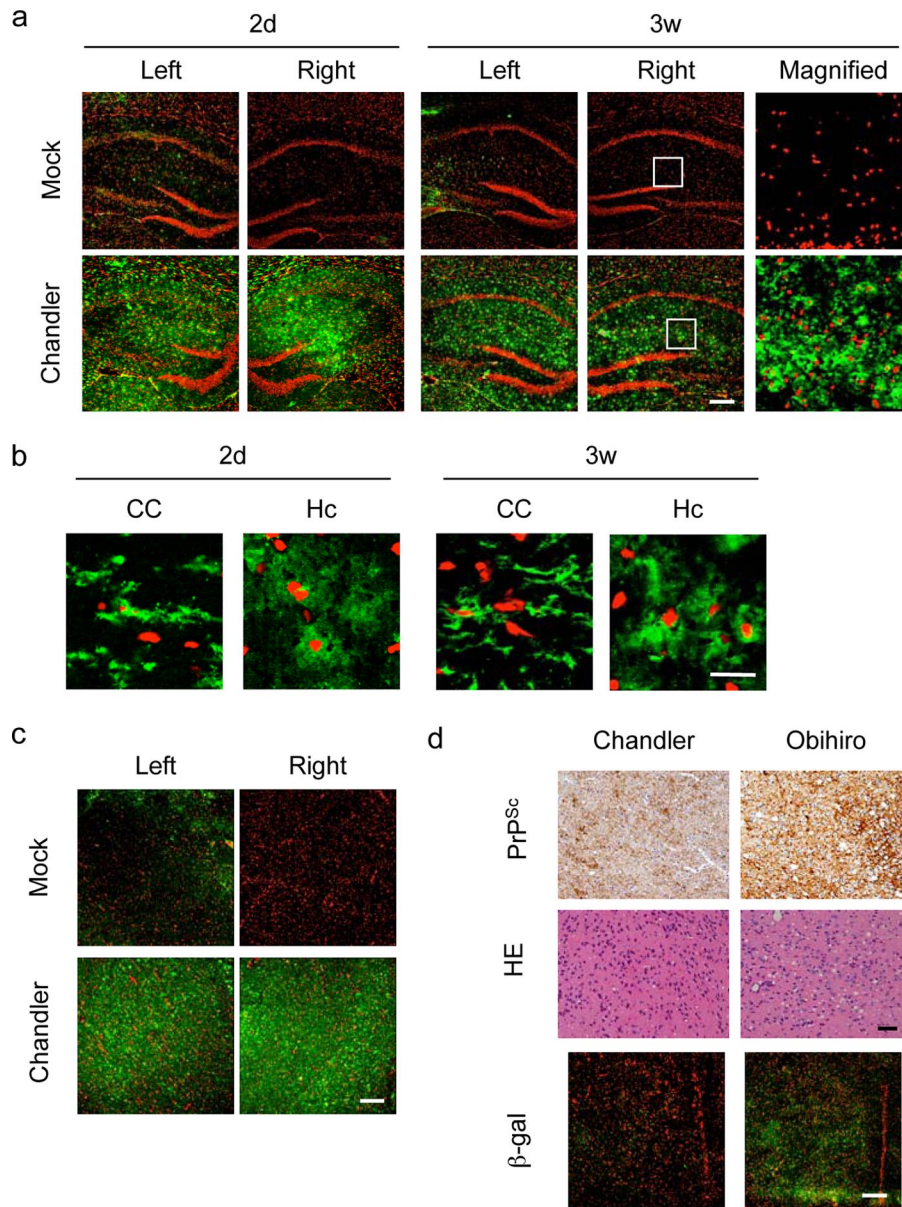 a
2d 3w
Left Right Left Right Magnified
Mock
Chandler
b
2d 3w
CC Hc CC Hc
c
Left Right
Mock
Chandler
d
Chandler Obihiro
PrPSc
HE
β-gal